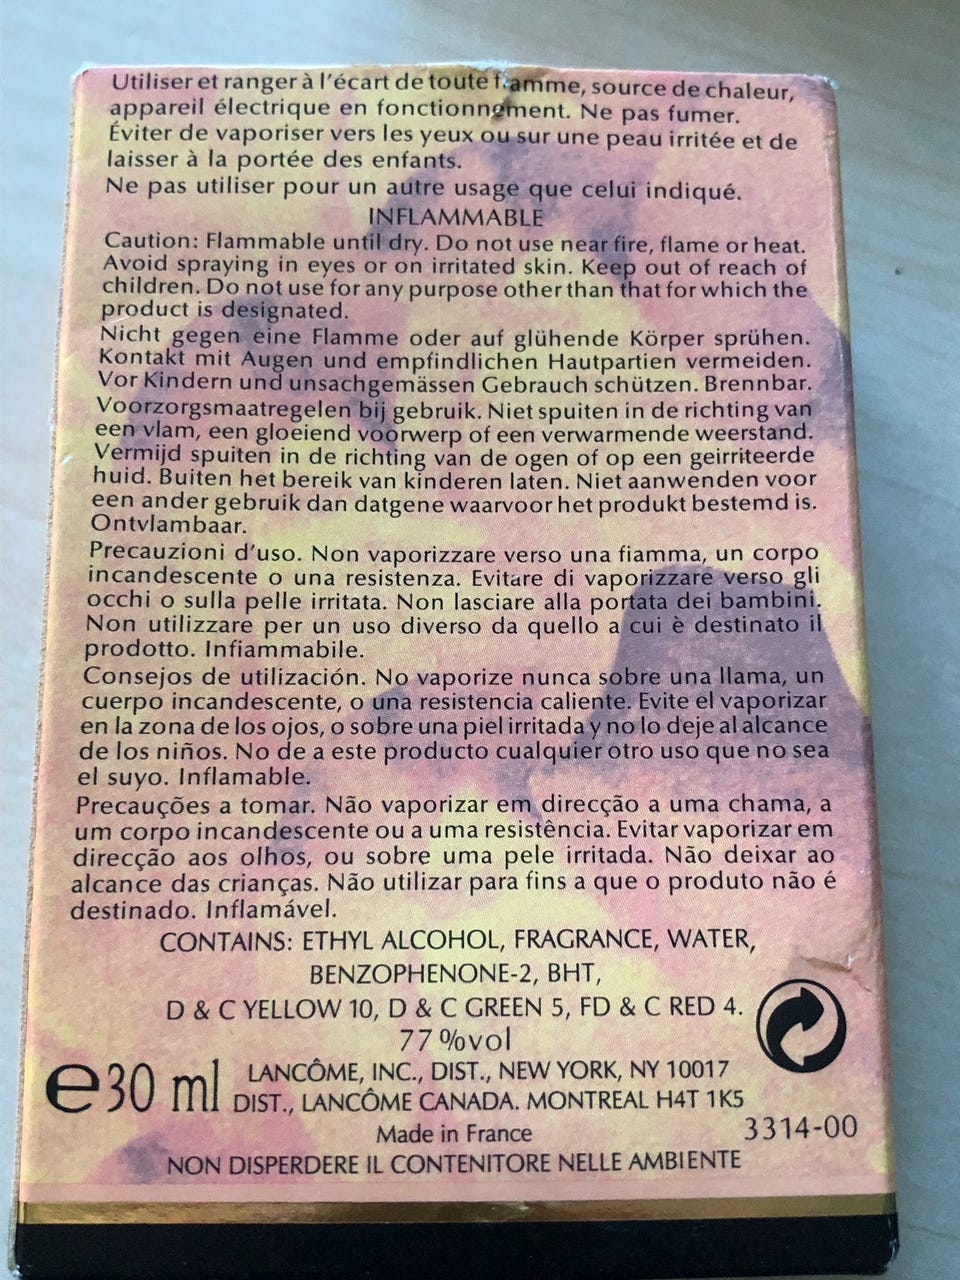 Utiliser et ranger à l'écart de toute flamme, source de chaleur,
appareil électrique en fonctionnement. Ne pas fumer.
Éviter de vaporiser vers les yeux ou sur une peau irritée et de
laisser à la portée des enfants.
Ne pas utiliser pour un autre usage que celui indiqué.
INFLAMMABLE
Caution: Flammable until dry. Do not use near fire, flame or heat.
Avoid spraying in eyes or on irritated skin. Keep out of reach of
children. Do not use for any purpose other than that for which the
product is designated.
Nicht gegen eine Flamme oder auf glühende Körper sprühen.
Kontakt mit Augen und empfindlichen Hautpartien vermeiden.
Vor Kindern und unsachgemässen Gebrauch schützen. Brennbar.
Voorzorgsmaatregelen bij gebruik. Niet spuiten in de richting van
een vlam, een gloeiend voorwerp of een verwarmende weerstand.
Vermijd spuiten in de richting van de ogen of op een geirriteerde
huid. Buiten het bereik van kinderen laten. Niet aanwenden voor
een ander gebruik dan datgene waarvoor het produkt bestemd is.
Ontvlambaar.
Precauzioni d'uso. Non vaporizzare verso una fiamma, un corpo
incandescente o una resistenza. Evitare di vaporizzare verso gli
occhi o sulla pelle irritata. Non lasciare alla portata dei bambini.
Non utilizzare per un uso diverso da quello a cui è destinato il
prodotto. Infiammabile.
Consejos de utilización. No vaporize nunca sobre una llama, un
cuerpo incandescente, o una resistencia caliente. Evite el vaporizar
en la zona de los ojos, o sobre una piel irritada y no lo deje al alcance
de los niños. No de a este producto cualquier otro uso que no sea
el suyo. Inflamable.
Precauções a tomar. Não vaporizar em direcção a uma chama, a
um corpo incandescente ou a uma resistência. Evitar vaporizar em
direcção aos olhos, ou sobre uma pele irritada. Não deixar ao
alcance das crianças. Não utilizar para fins a que o produto não é
destinado. Inflamável.
CONTAINS: ETHYL ALCOHOL, FRAGRANCE, WATER,
BENZOPHENONE-2, BHT,
D & C YELLOW 10, D & C GREEN 5, FD & C RED 4.
77%vol
℮30 ml
LANCÔME, INC., DIST., NEW YORK, NY 10017
DIST., LANCÔME CANADA. MONTREAL H4T 1K5
Made in France
3314-00
NON DISPERDERE IL CONTENITORE NELLE AMBIENTE